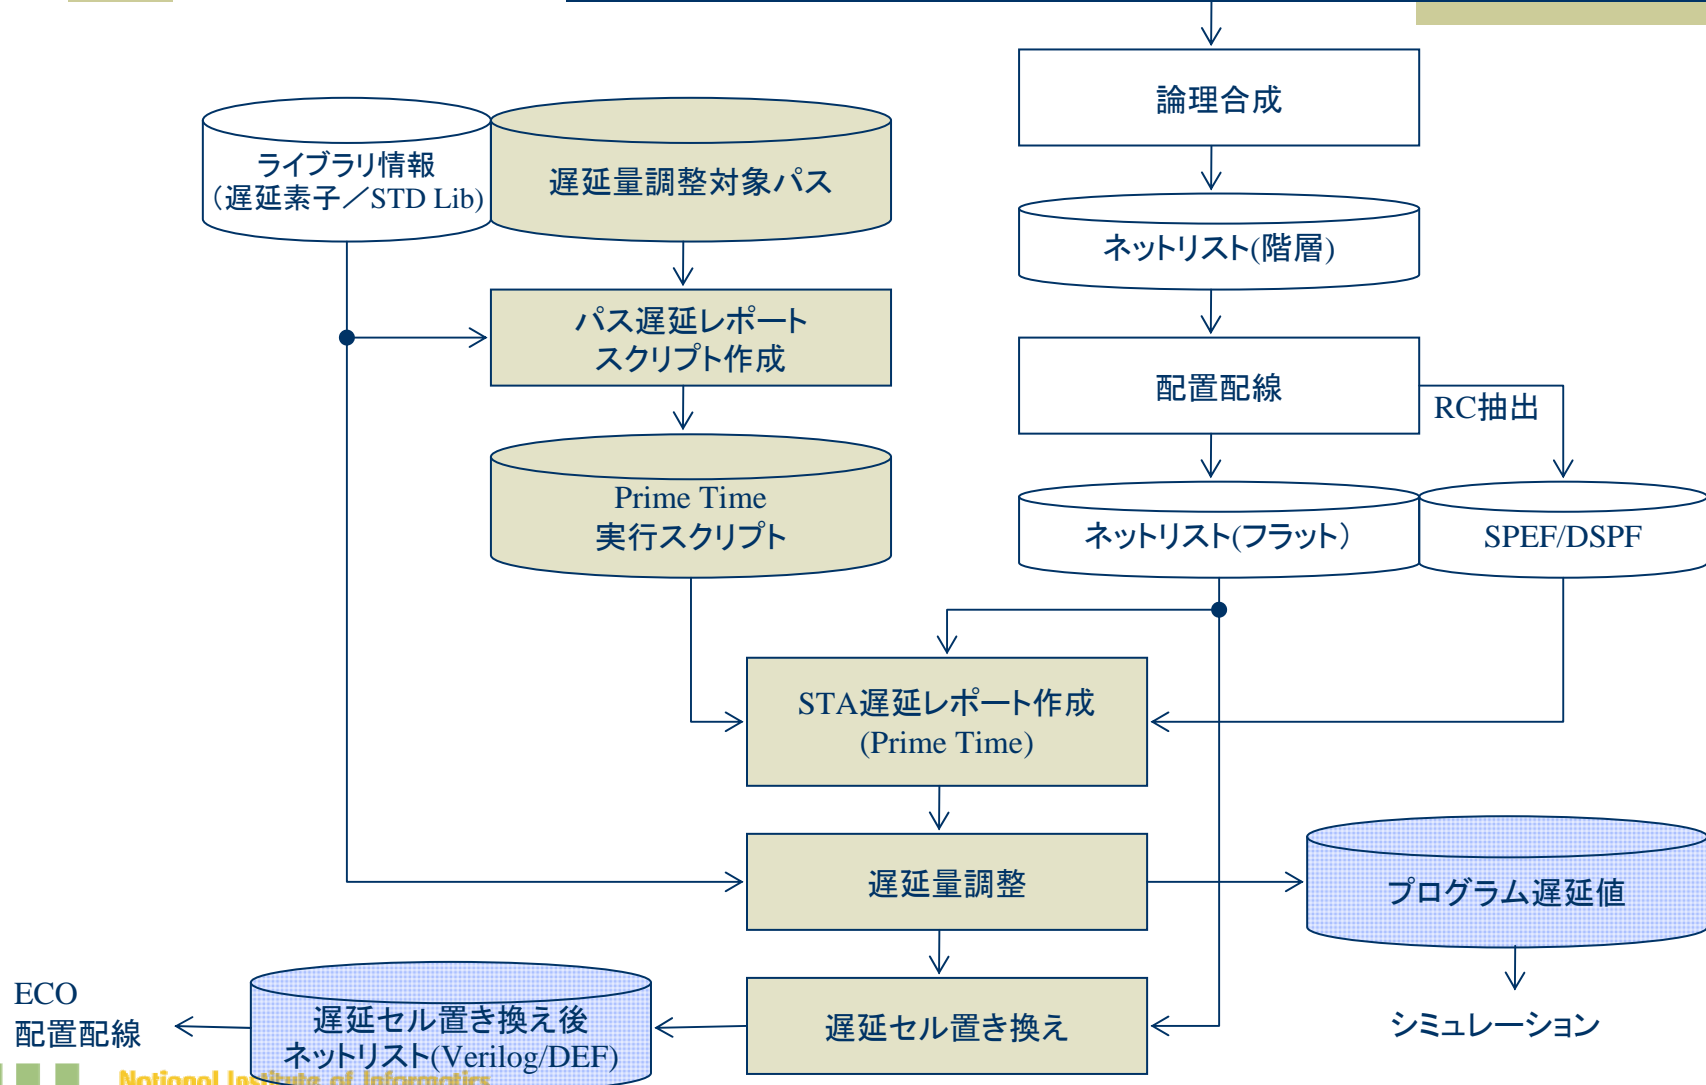 論理合成
ライブラリ情報
（遅延素子／STD Lib)
遅延量調整対象パス
ネットリスト(階層)
パス遅延レポート
スクリプト作成
配置配線
RC抽出
Prime Time
実行スクリプト
ネットリスト(フラット）
SPEF/DSPF
STA遅延レポート作成
(Prime Time)
遅延量調整
プログラム遅延値
ECO
配置配線
遅延セル置き換え後
ネットリスト(Verilog/DEF)
遅延セル置き換え
シミュレーション
National Institute of Informatics